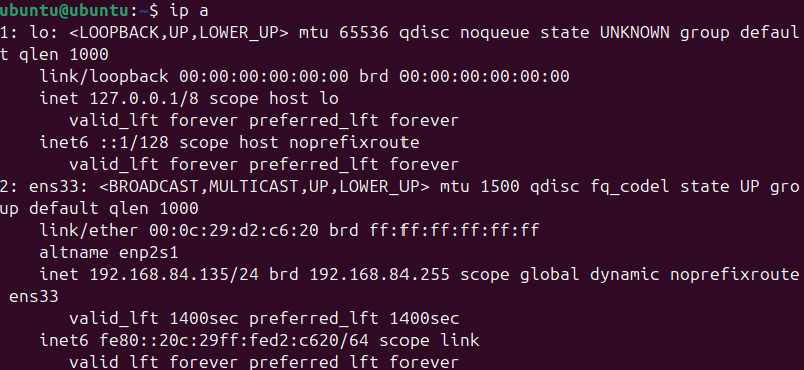 ubuntu@ubuntu:~$ ip a
1: lo: <LOOPBACK,UP,LOWER_UP> mtu 65536 qdisc noqueue state UNKNOWN group defaul
t qlen 1000
    link/loopback 00:00:00:00:00:00 brd 00:00:00:00:00:00
    inet 127.0.0.1/8 scope host lo
       valid_lft forever preferred_lft forever
    inet6 ::1/128 scope host noprefixroute
       valid_lft forever preferred_lft forever
2: ens33: <BROADCAST,MULTICAST,UP,LOWER_UP> mtu 1500 qdisc fq_codel state UP gro
up default qlen 1000
    link/ether 00:0c:29:d2:c6:20 brd ff:ff:ff:ff:ff:ff
    altname enp2s1
    inet 192.168.84.135/24 brd 192.168.84.255 scope global dynamic noprefixroute
 ens33
       valid_lft 1400sec preferred_lft 1400sec
    inet6 fe80::20c:29ff:fed2:c620/64 scope link
       valid_lft forever preferred_lft forever